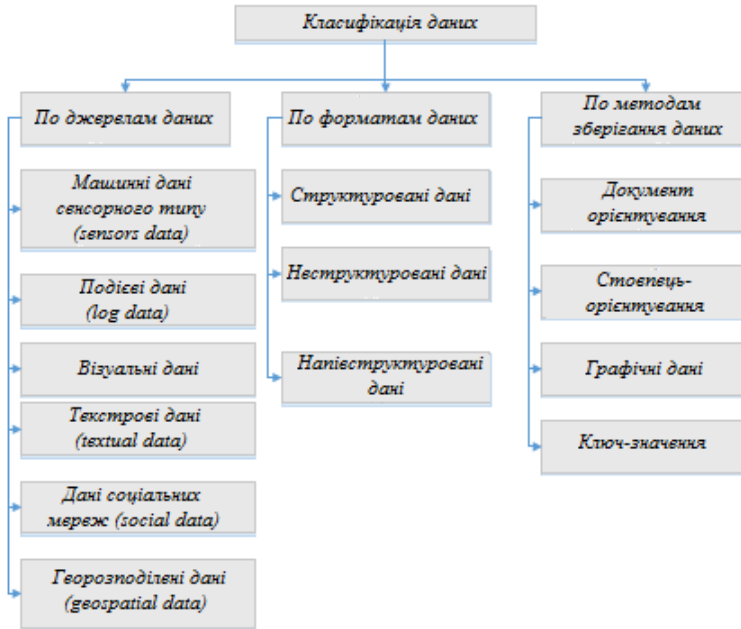 Класифікація даних
По джерелам даних
Машинні дані
сенсорного типу
(sensors data)
Подієві дані
(log data)
Візуальні дані
Текстрові дані
(textual data)
Дані соціальних
мереж (social data)
Георозподілені дані
(geospatial data)
По форматам даних
Структуровані дані
Неструктуровані дані
Напівструктуровані
дані
По методам
зберігання даних
Документ
орієнтування
Стовпець-
орієнтування
Графічні дані
Ключ-значення